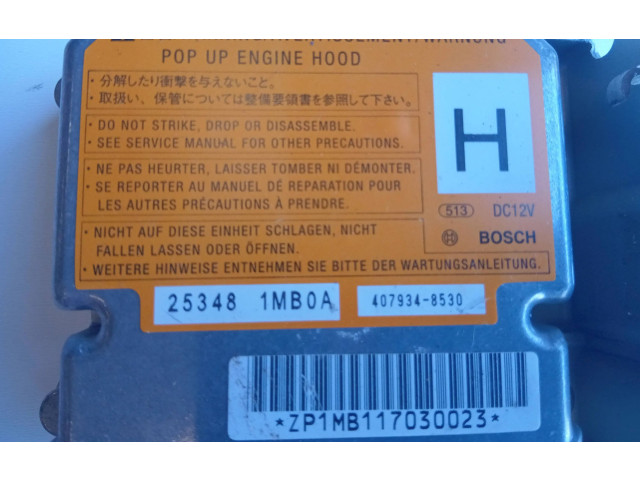 POP UP ENGINE HOOD
・分解したり衝撃を与えないこと。
・取扱い、保管については整備要領書を参照して下さい。
H
• DO NOT STRIKE, DROP OR DISASSEMBLE.
• SEE SERVICE MANUAL FOR OTHER PRECAUTIONS.
• NE PAS HEURTER, LAISSER TOMBER NI DÉMONTER.
• SE REPORTER AU MANUEL DE RÉPARATION POUR
LES AUTRES PRÉCAUTIONS À PRENDRE.
513 DC12V
BOSCH
• NICHT AUF DIESE EINHEIT SCHLAGEN, NICHT
FALLEN LASSEN ODER ÖFFNEN.
• WEITERE HINWEISE ENTNEHMEN SIE BITTE DER WARTUNGSANLEITUNG.
25348 1MB0A
407934-8530
*ZP1MB117030023*